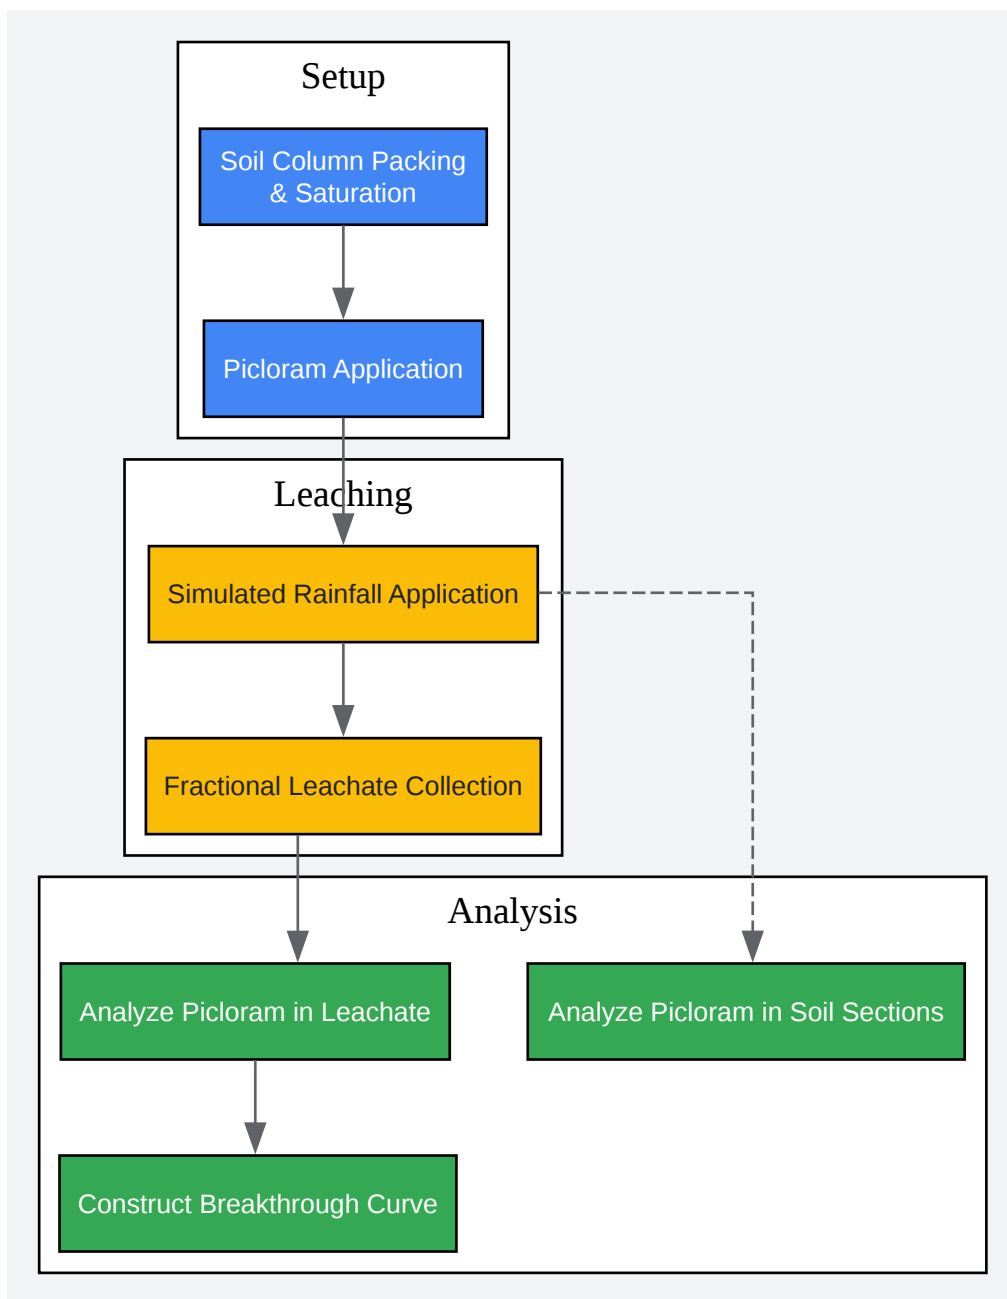 Setup
Soil Column Packing
& Saturation
Picloram Application
Leaching
Simulated Rainfall Application
Fractional Leachate Collection
Analysis
Analyze Picloram in Leachate
Analyze Picloram in Soil Sections
Construct Breakthrough Curve